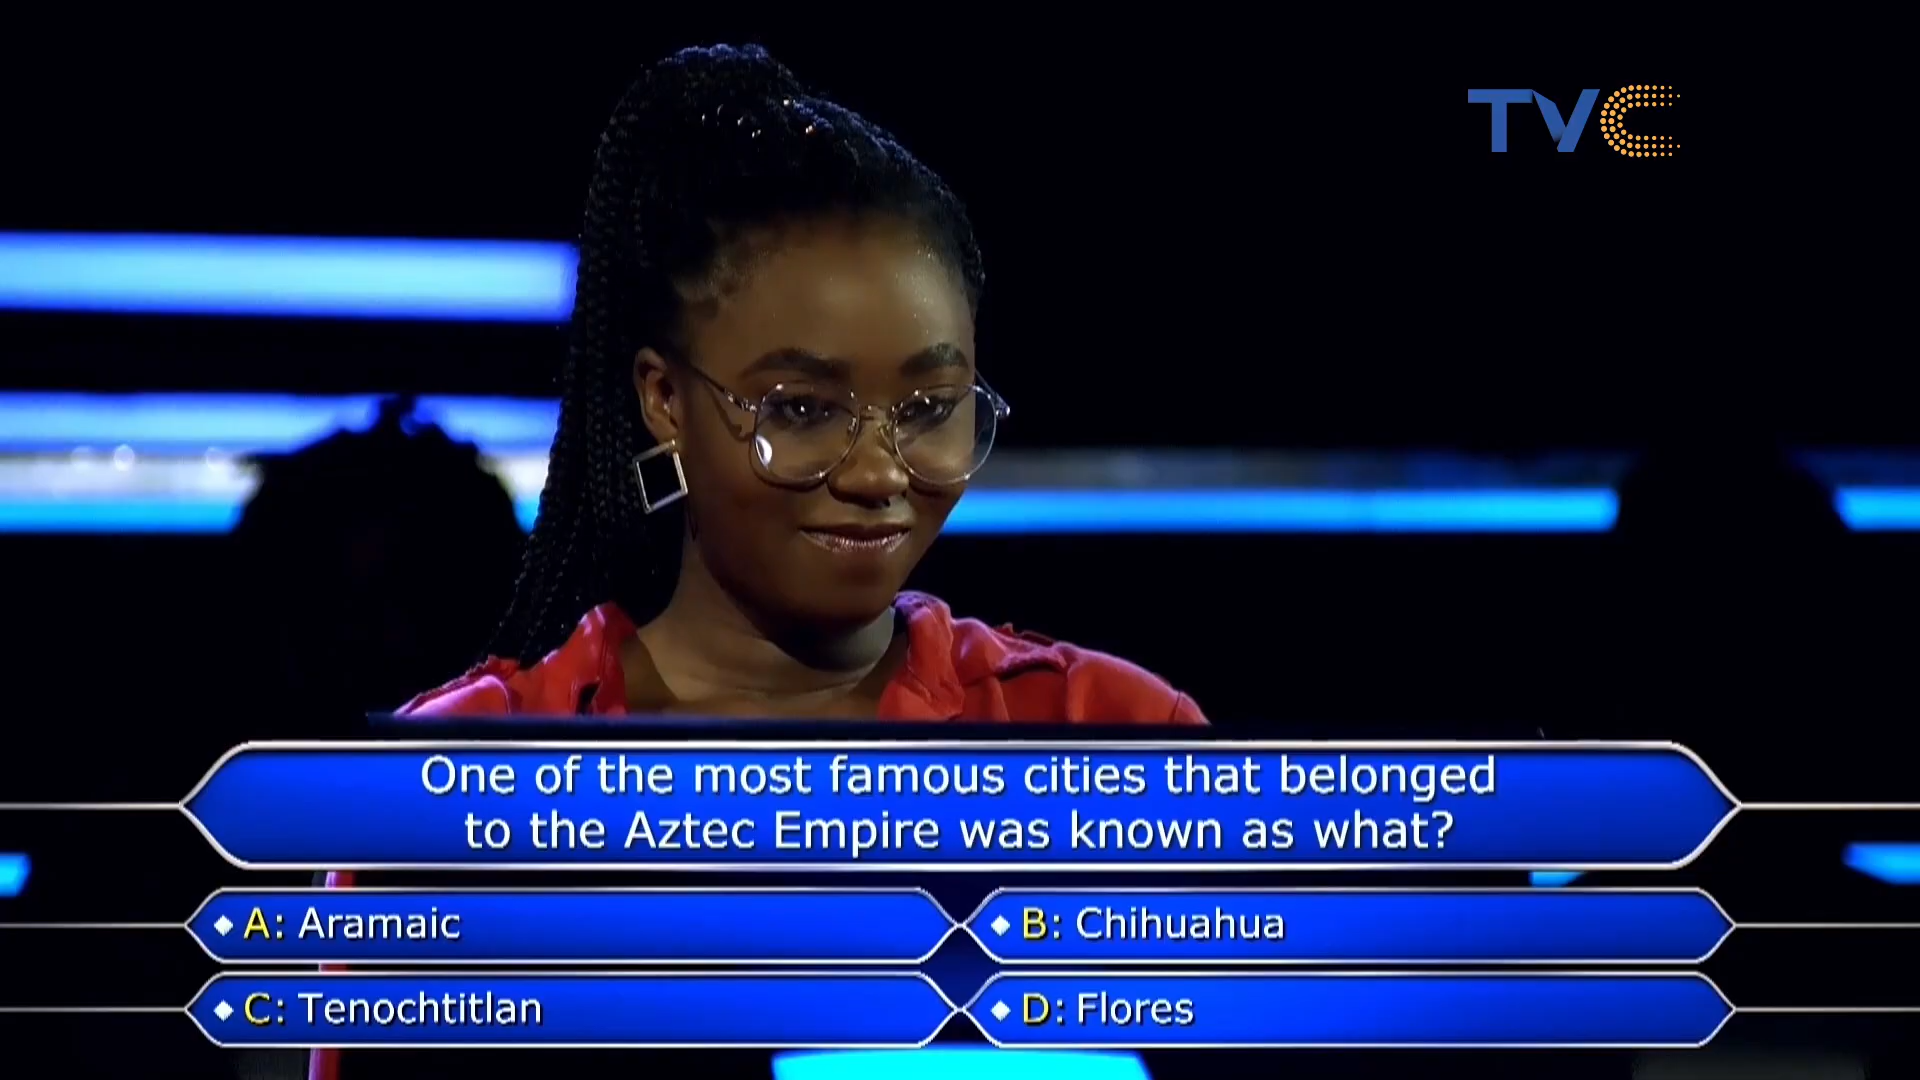 TVC
One of the most famous cities that belonged
to the Aztec Empire was known as what?
A: Aramaic
B: Chihuahua
C: Tenochtitlan
D: Flores